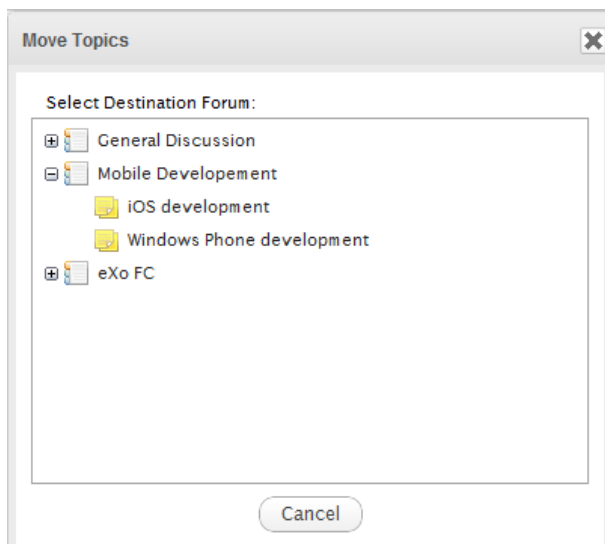 Move Topics
Select Destination Forum:
General Discussion
Mobile Developement
iOS development
Windows Phone development
eXo FC
Cancel